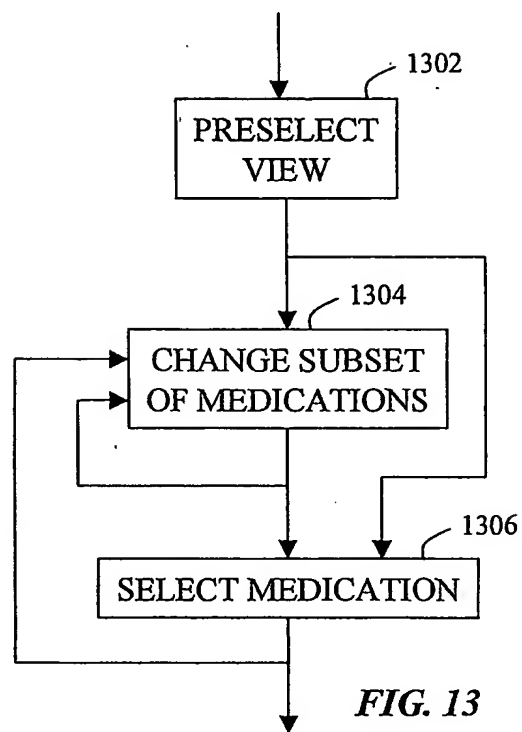 1302
PRESELECT
VIEW
1304
CHANGE SUBSET
OF MEDICATIONS
1306
SELECT MEDICATION
FIG. 13